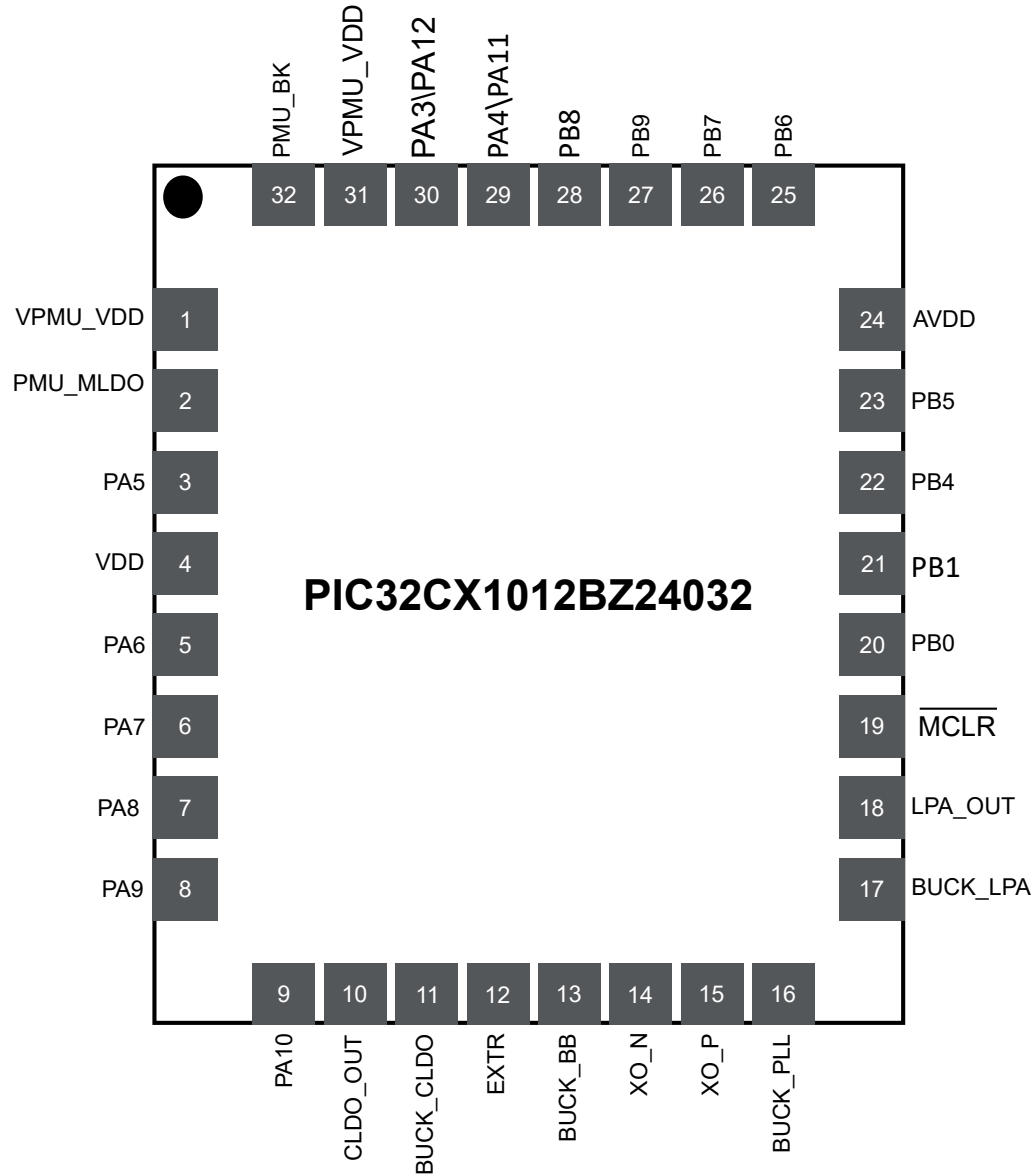 PMU_BK
VPMU_VDD
PA3\PA12
PA4\PA11
PB8
PB9
PB7
PB6
32
31
30
29
28
27
26
25
VPMU_VDD 1
PMU_MLDO 2
PA5 3
VDD 4
PA6 5
PA7 6
PA8 7
PA9 8
PIC32CX1012BZ24032
24 AVDD
23 PB5
22 PB4
21 PB1
20 PB0
19 MCLR
18 LPA_OUT
17 BUCK_LPA
9
10
11
12
13
14
15
16
PA10
CLDO_OUT
BUCK_CLDO
EXTR
BUCK_BB
XO_N
XO_P
BUCK_PLL